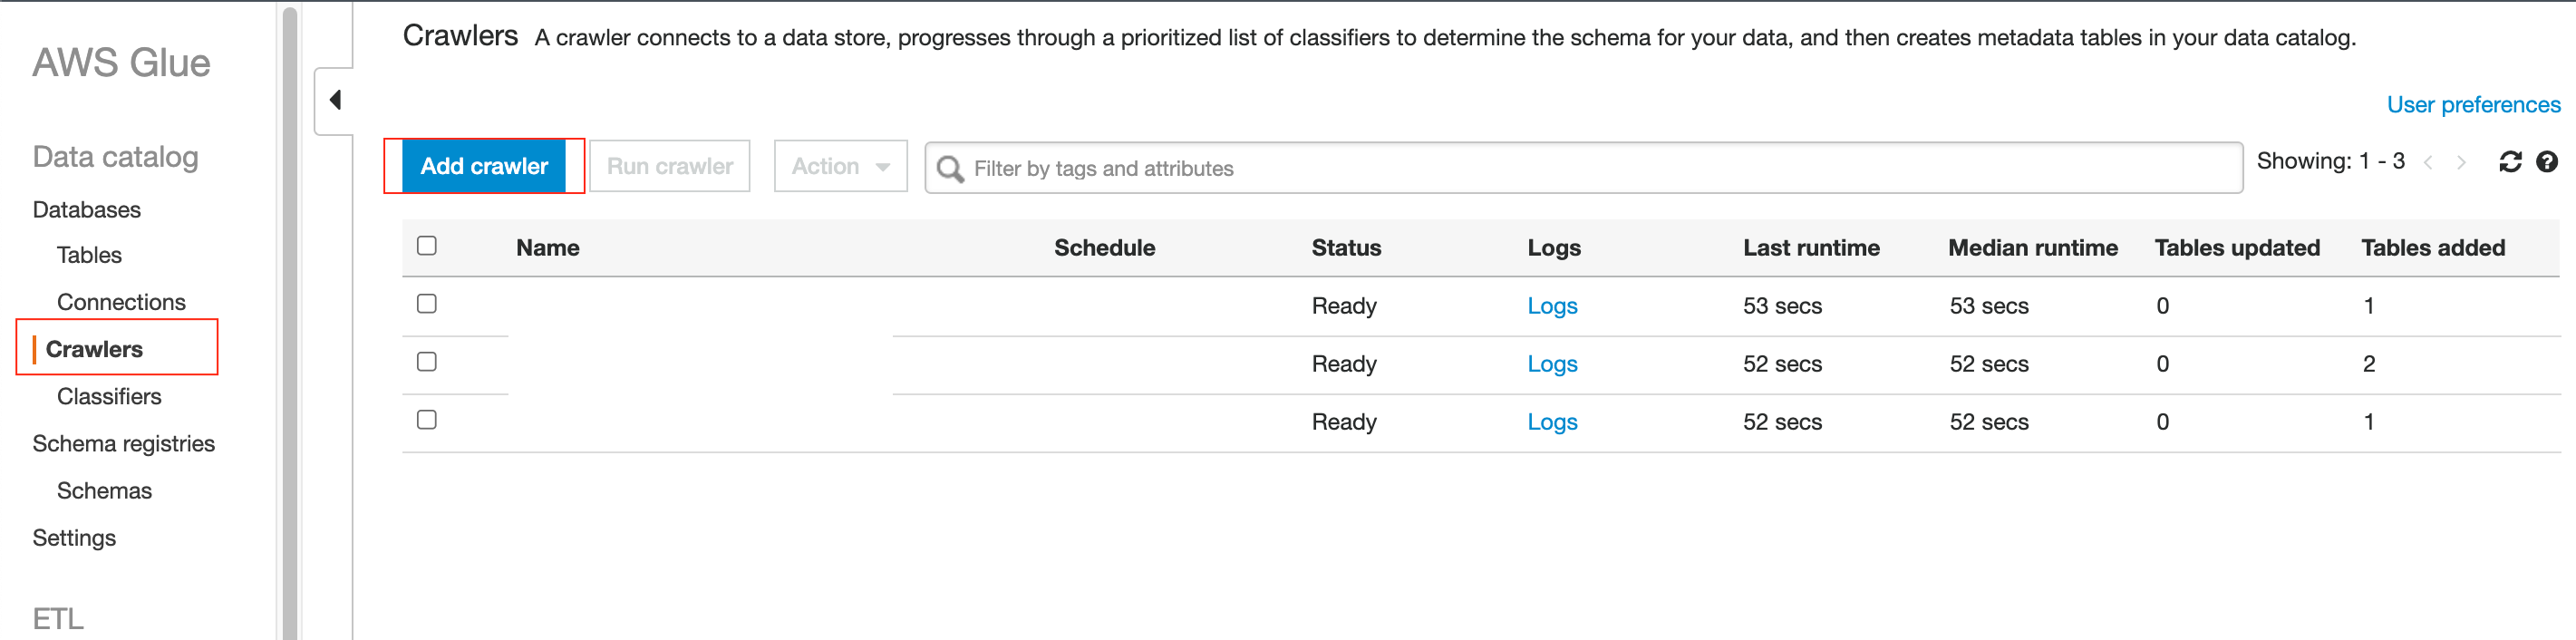 AWS Glue
Data catalog
Databases
Tables
Connections
Crawlers
Classifiers
Schema registries
Schemas
Settings
ETL
Crawlers A crawler connects to a data store, progresses through a prioritized list of classifiers to determine the schema for your data, and then creates metadata tables in your data catalog.
User preferences
Add crawler Run crawler Action Filter by tags and attributes Showing: 1 - 3
Name Schedule Status Logs Last runtime Median runtime Tables updated Tables added
Ready Logs 53 secs 53 secs 0 1
Ready Logs 52 secs 52 secs 0 2
Ready Logs 52 secs 52 secs 0 1